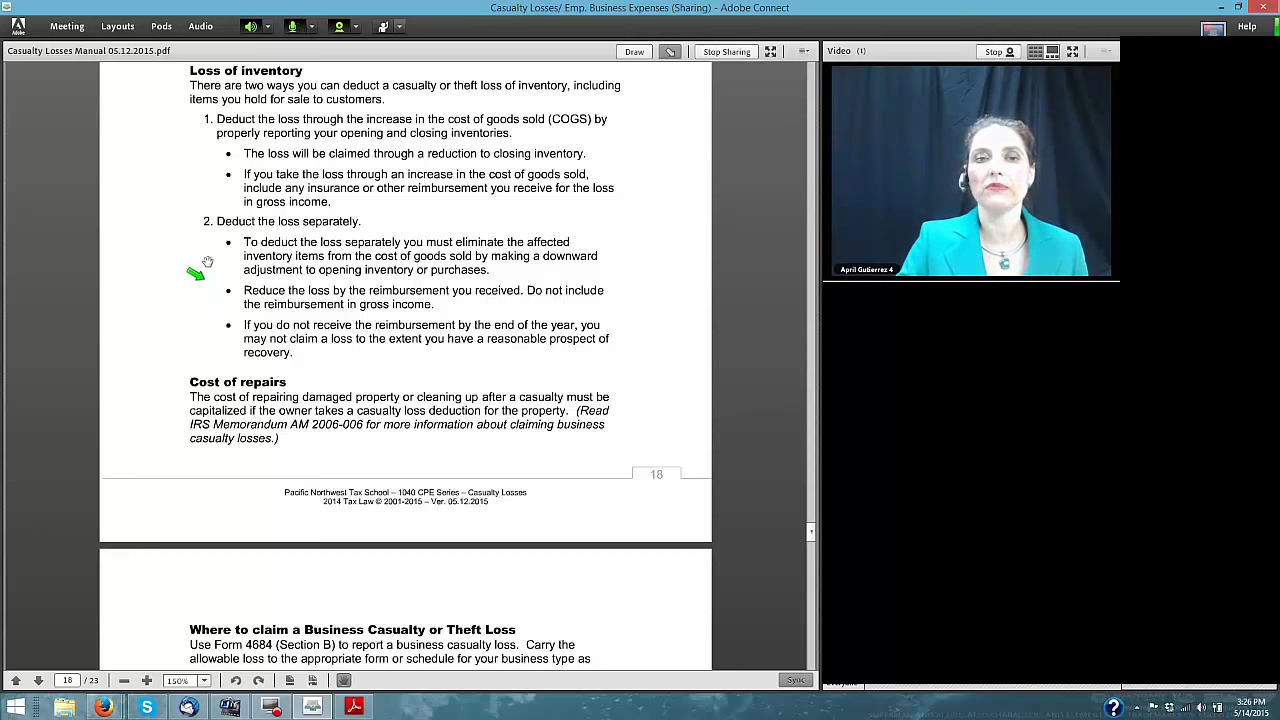 Casualty Losses/ Emp. Business Expenses (Sharing) - Adobe Connect
Meeting Layouts Pods Audio Help
Casualty Losses Manual 05.12.2015.pdf
Draw
Stop Sharing
Video (1)
Stop
Loss of inventory
There are two ways you can deduct a casualty or theft loss of inventory, including
items you hold for sale to customers.
1. Deduct the loss through the increase in the cost of goods sold (COGS) by
properly reporting your opening and closing inventories.
• The loss will be claimed through a reduction to closing inventory.
• If you take the loss through an increase in the cost of goods sold,
include any insurance or other reimbursement you receive for the loss
in gross income.
2. Deduct the loss separately.
• To deduct the loss separately you must eliminate the affected
inventory items from the cost of goods sold by making a downward
adjustment to opening inventory or purchases.
• Reduce the loss by the reimbursement you received. Do not include
the reimbursement in gross income.
• If you do not receive the reimbursement by the end of the year, you
may not claim a loss to the extent you have a reasonable prospect of
recovery.
Cost of repairs
The cost of repairing damaged property or cleaning up after a casualty must be
capitalized if the owner takes a casualty loss deduction for the property. (Read
IRS Memorandum AM 2006-006 for more information about claiming business
casualty losses.)
18
Pacific Northwest Tax School – 1040 CPE Series – Casualty Losses
2014 Tax Law © 2001-2015 – Ver. 05.12.2015
Where to claim a Business Casualty or Theft Loss
Use Form 4684 (Section B) to report a business casualty loss. Carry the
allowable loss to the appropriate form or schedule for your business type as
April Gutierrez 4
18 / 23
150%
Sync
3:26 PM
5/14/2015